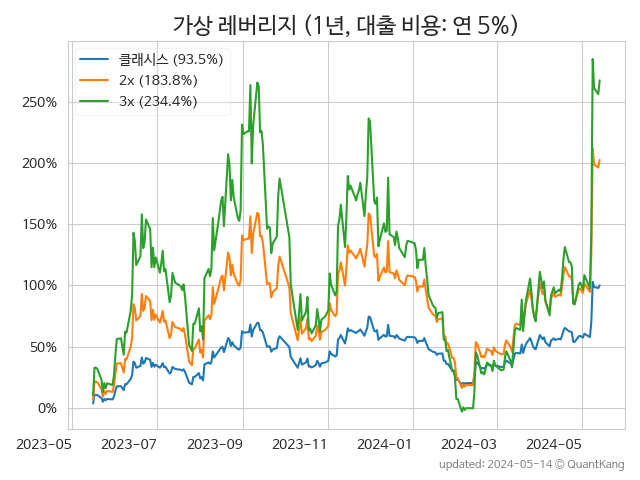 가상 레버리지 (1년, 대출 비용: 연 5%)
클래시스 (93.5%)
2x (183.8%)
3x (234.4%)
250%
200%
150%
100%
50%
0%
2023-05 2023-07 2023-09 2023-11 2024-01 2024-03 2024-05
updated: 2024-05-14 © QuantKang